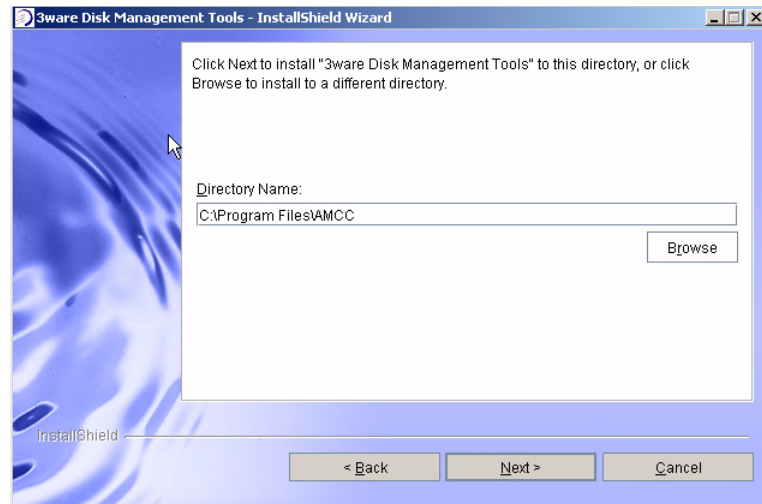 3ware Disk Management Tools - InstallShield Wizard
Click Next to install "3ware Disk Management Tools" to this directory, or click
Browse to install to a different directory.
Directory Name:
C:\Program Files\AMCC
Browse
InstallShield
< Back Next > Cancel